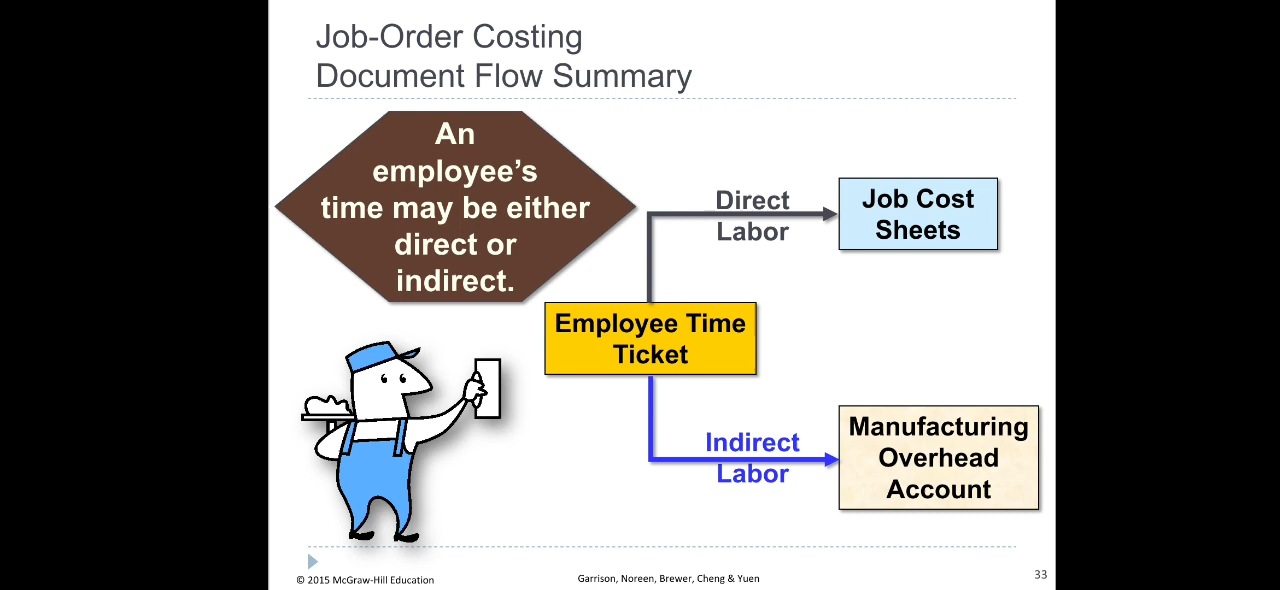 Job-Order Costing
Document Flow Summary
An
employee’s
time may be either
direct or
indirect.
Direct
Labor
Job Cost
Sheets
Employee Time
Ticket
Indirect
Labor
Manufacturing
Overhead
Account
© 2015 McGraw-Hill Education
Garrison, Noreen, Brewer, Cheng & Yuen
33